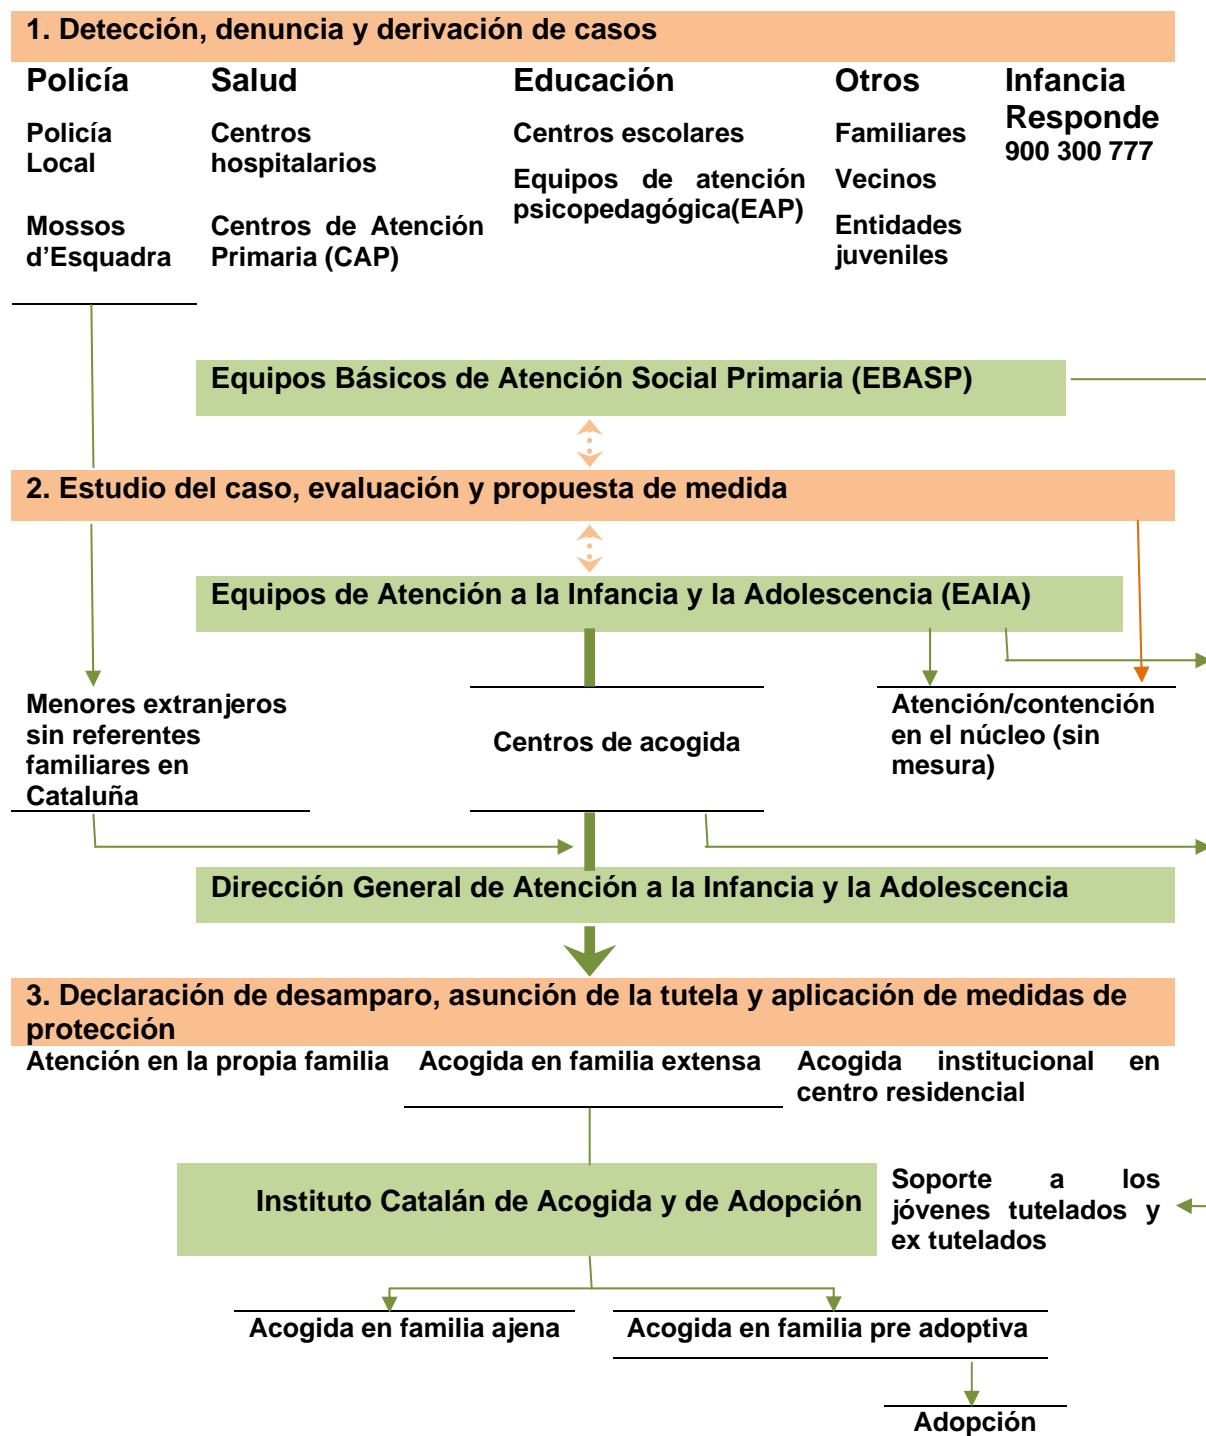 1. Detección, denuncia y derivación de casos
Policía
Policía
Local
Mossos
d’Esquadra
Salud
Centros
hospitalarios
Centros de Atención
Primaria (CAP)
Educación
Centros escolares
Equipos de atención
psicopedagógica(EAP)
Otros
Familiares
Vecinos
Entidades
juveniles
Infancia
Responde
900 300 777
Equipos Básicos de Atención Social Primaria (EBASP)
2. Estudio del caso, evaluación y propuesta de medida
Equipos de Atención a la Infancia y la Adolescencia (EAIA)
Menores extranjeros
sin referentes
familiares en
Cataluña
Centros de acogida
Atención/contención
en el núcleo (sin
mesura)
Dirección General de Atención a la Infancia y la Adolescencia
3. Declaración de desamparo, asunción de la tutela y aplicación de medidas de
protección
Atención en la propia familia
Acogida en familia extensa
Acogida institucional en
centro residencial
Instituto Catalán de Acogida y de Adopción
Soporte a los
jóvenes tutelados y
ex tutelados
Acogida en familia ajena
Acogida en familia pre adoptiva
Adopción